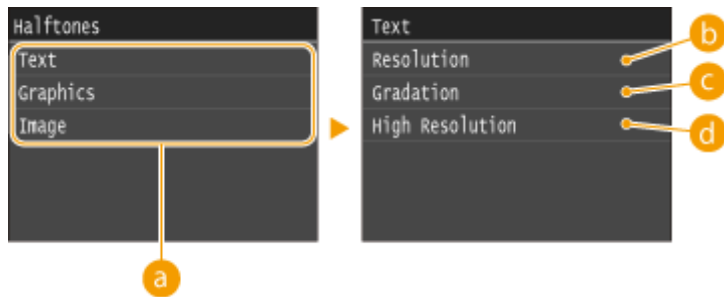 Halftones
Text
Graphics
Image
a
Text
Resolution
Gradation
High Resolution
b
c
d